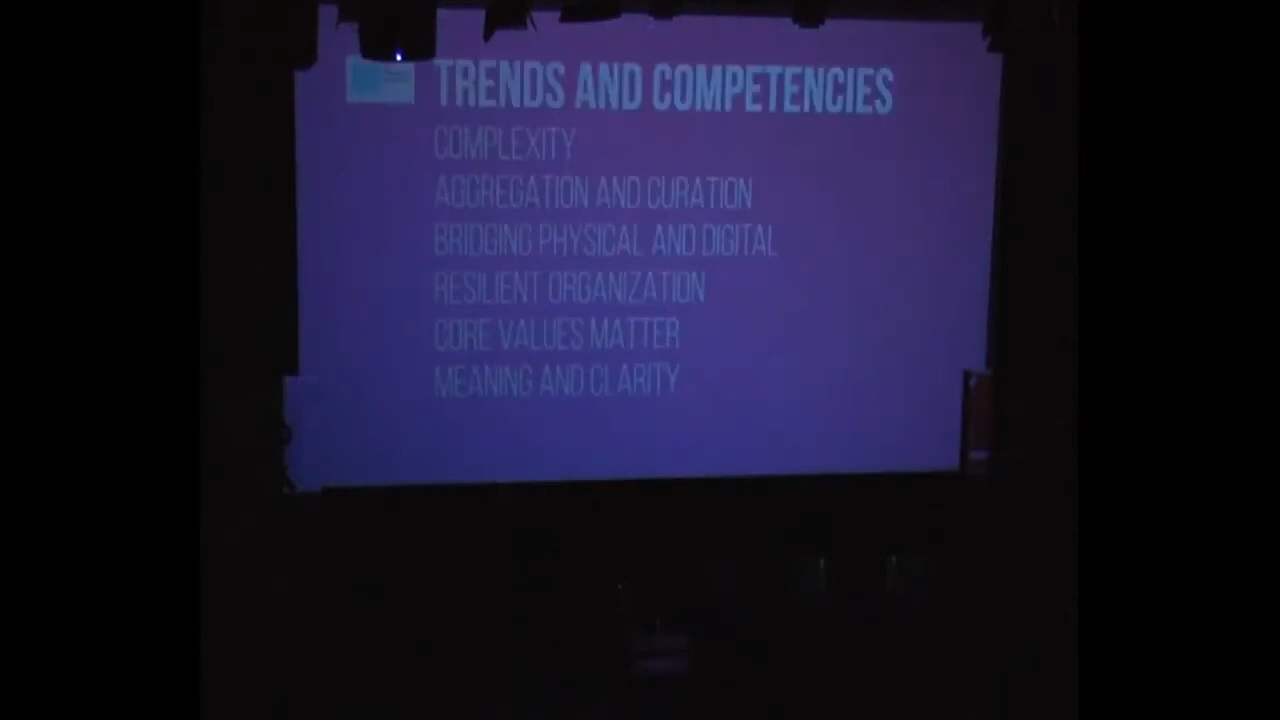 TRENDS AND COMPETENCIES
COMPLEXITY
AGGREGATION AND CURATION
BRIDGING PHYSICAL AND DIGITAL
RESILIENT ORGANIZATION
CORE VALUES MATTER
MEANING AND CLARITY